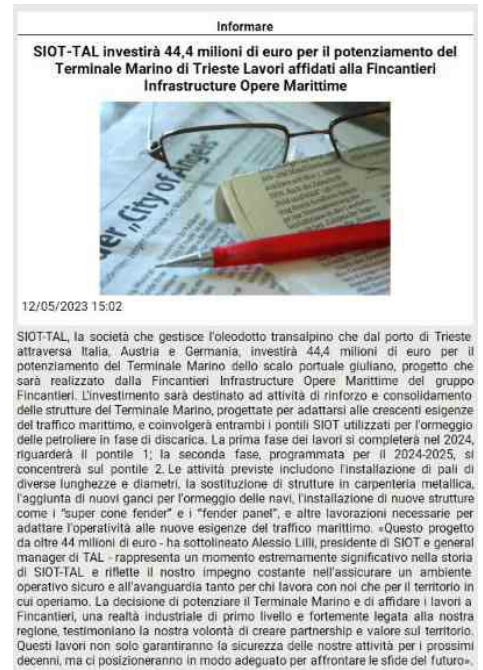 Informare
SIOT-TAL investirà 44,4 milioni di euro per il potenziamento del
Terminale Marino di Trieste Lavori affidati alla Fincantieri
Infrastructure Opere Marittime
der „City of Angels
12/05/2023 15:02
SIOT-TAL, la società che gestisce l'oleodotto transalpino che dal porto di Trieste
attraversa Italia, Austria e Germania, investirà 44,4 milioni di euro per il
potenziamento del Terminale Marino dello scalo portuale giuliano, progetto che
sarà realizzato dalla Fincantieri Infrastructure Opere Marittime del gruppo
Fincantieri. L'investimento sarà destinato ad attività di rinforzo e consolidamento
delle strutture del Terminale Marino, progettate per adattarsi alle crescenti esigenze
del traffico marittimo, e coinvolgerà entrambi i pontili SIOT utilizzati per l'ormeggio
delle petroliere in fase di discarica. La prima fase dei lavori si completerà nel 2024,
riguarderà il pontile 1; la seconda fase, programmata per il 2024-2025, si
concentrerà sul pontile 2. Le attività previste includono l'installazione di pali di
diverse lunghezze e diametri, la sostituzione di strutture in carpenteria metallica,
l'aggiunta di nuovi ganci per l'ormeggio delle navi, l'installazione di nuove strutture
come i "super cone fender" e i "fender panel", e altre lavorazioni necessarie per
adattare l'operatività alle nuove esigenze del traffico marittimo. «Questo progetto
da oltre 44 milioni di euro - ha sottolineato Alessio Lilli, presidente di SIOT e general
manager di TAL - rappresenta un momento estremamente significativo nella storia
di SIOT-TAL e riflette il nostro impegno costante nell'assicurare un ambiente
operativo sicuro e all'avanguardia tanto per chi lavora con noi che per il territorio in
cui operiamo. La decisione di potenziare il Terminale Marino e di affidare i lavori a
Fincantieri, una realtà industriale di primo livello e fortemente legata alla nostra
regione, testimoniano la nostra volontà di creare partnership e valore sul territorio.
Questi lavori non solo garantiranno la sicurezza delle nostre attività per i prossimi
decenni, ma ci posizioneranno in modo adeguato per affrontare le sfide del futuro».